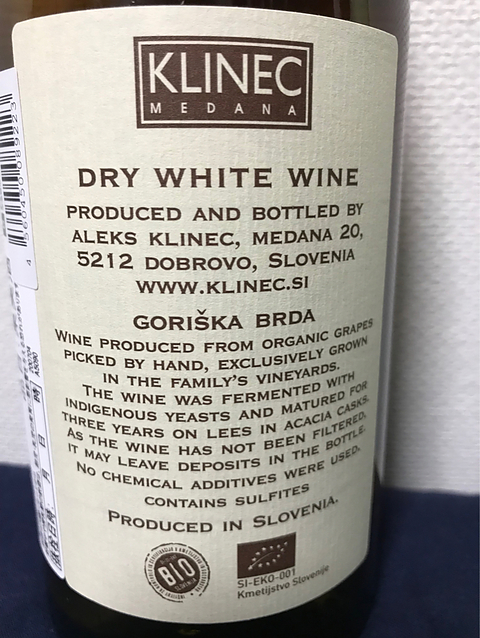 KLINEC
MEDANA
DRY WHITE WINE
PRODUCED AND BOTTLED BY
ALEKS KLINEC, MEDANA 20,
5212 DOBROVO, SLOVENIA
WWW.KLINEC.SI
GORIŠKA BRDA
WINE PRODUCED FROM ORGANIC GRAPES
PICKED BY HAND, EXCLUSIVELY GROWN
IN THE FAMILY'S VINEYARDS.
THE WINE WAS FERMENTED WITH
INDIGENOUS YEASTS AND MATURED FOR
THREE YEARS ON LEES IN ACACIA CASKS.
AS THE WINE HAS NOT BEEN FILTERED,
IT MAY LEAVE DEPOSITS IN THE BOTTLE.
NO CHEMICAL ADDITIVES WERE USED.
CONTAINS SULFITES
PRODUCED IN SLOVENIA.
BIO
SI-EKO-001
Kmetijstvo Slovenije
4 560450 089223